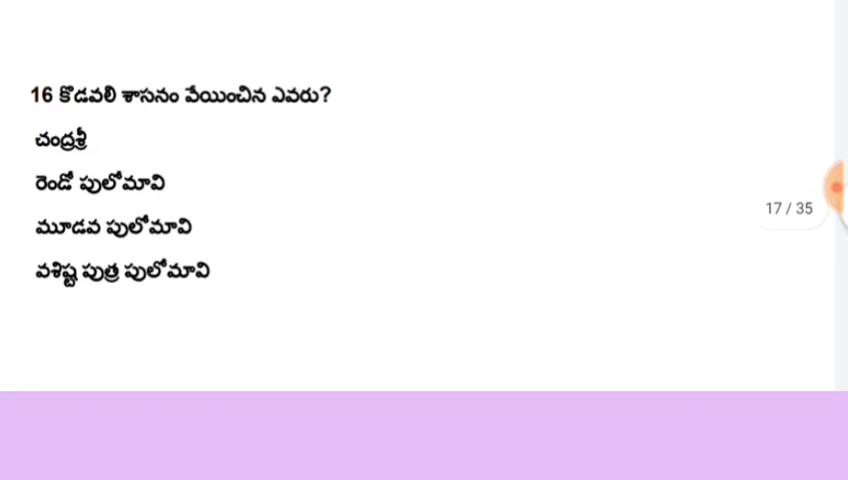 16 కొడవలి శాసనం వేయించిన ఎవరు?
చంద్రశ్రీ
రెండో పులోమావి
మూడవ పులోమావి
వశిష్ట పుత్ర పులోమావి
17 / 35